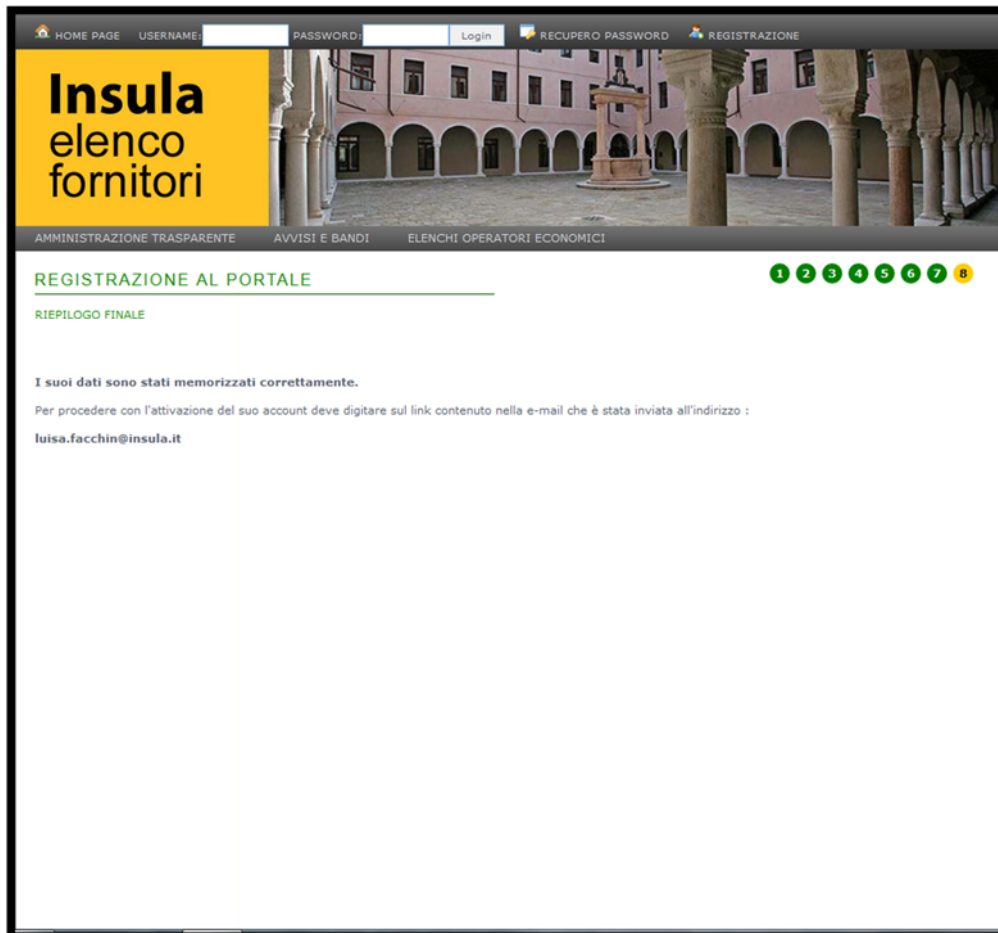 HOME PAGE USERNAME: PASSWORD: Login RECUPERO PASSWORD REGISTRAZIONE
Insula
elenco
fornitori
AMMINISTRAZIONE TRASPARENTE AVVISI E BANDI ELENCHI OPERATORI ECONOMICI
REGISTRAZIONE AL PORTALE 1 2 3 4 5 6 7 8
RIEPILOGO FINALE
I suoi dati sono stati memorizzati correttamente.
Per procedere con l'attivazione del suo account deve digitare sul link contenuto nella e-mail che è stata inviata all'indirizzo :
luisa.facchin@insula.it